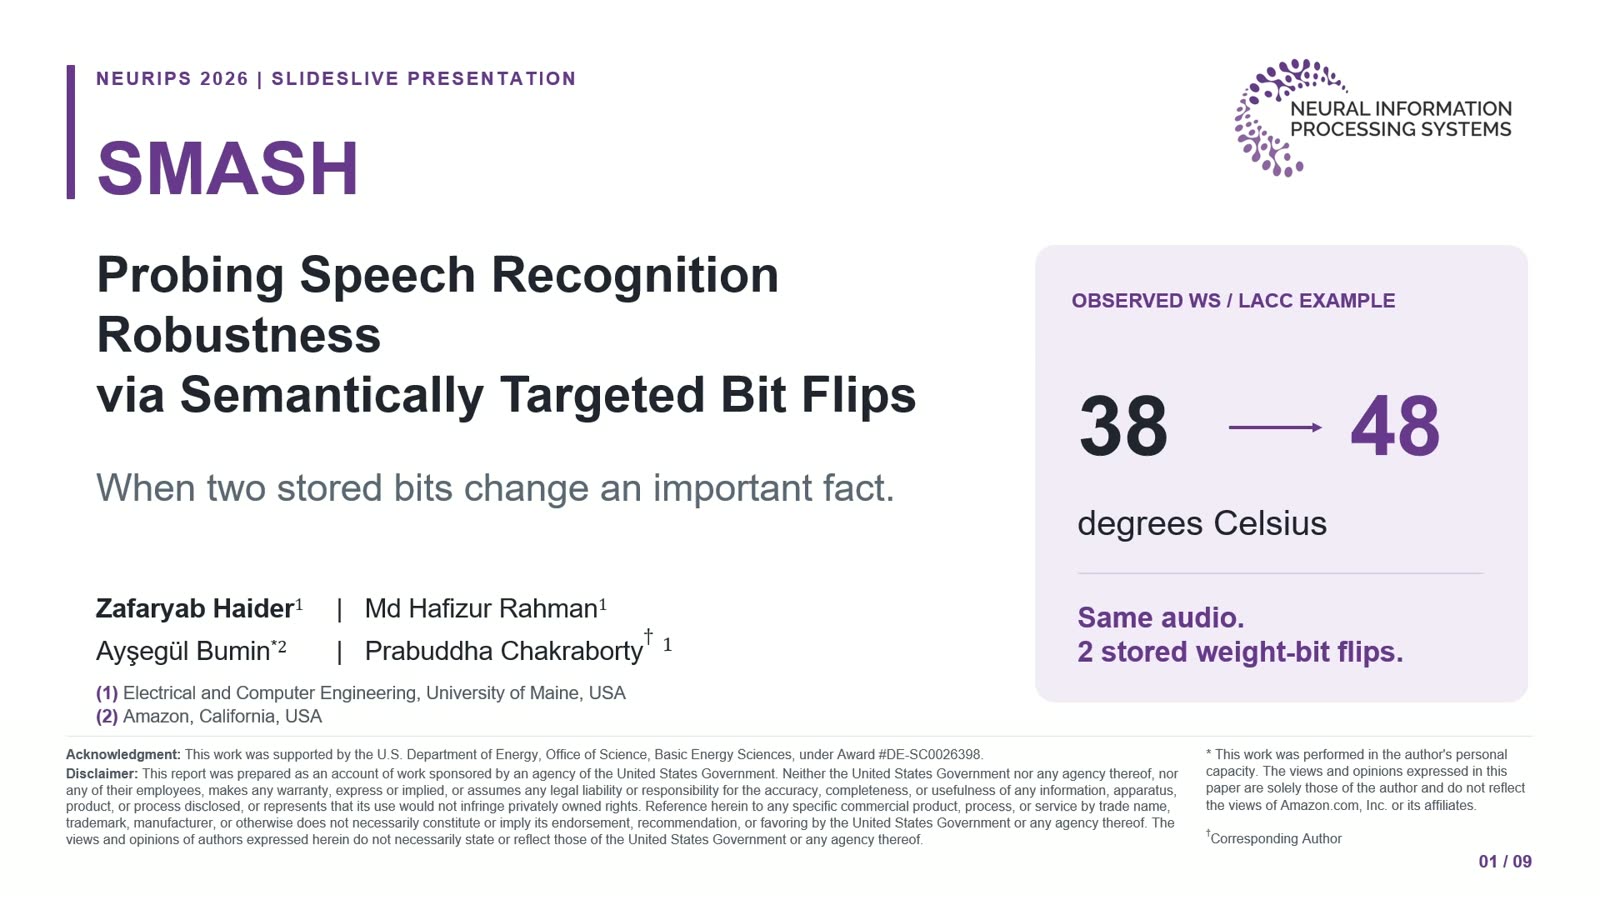 NEURIPS 2026 | SLIDESLIVE PRESENTATION
SMASH
NEURAL INFORMATION
PROCESSING SYSTEMS
Probing Speech Recognition
Robustness
via Semantically Targeted Bit Flips
When two stored bits change an important fact.
OBSERVED WS / LACC EXAMPLE
38 → 48
degrees Celsius
Same audio.
2 stored weight-bit flips.
Zafaryab Haider¹ | Md Hafizur Rahman¹
Ayşegül Bumin*² | Prabuddha Chakraborty† ¹
(1) Electrical and Computer Engineering, University of Maine, USA
(2) Amazon, California, USA
Acknowledgment: This work was supported by the U.S. Department of Energy, Office of Science, Basic Energy Sciences, under Award #DE-SC0026398.
Disclaimer: This report was prepared as an account of work sponsored by an agency of the United States Government. Neither the United States Government nor any agency thereof, nor
any of their employees, makes any warranty, express or implied, or assumes any legal liability or responsibility for the accuracy, completeness, or usefulness of any information, apparatus,
product, or process disclosed, or represents that its use would not infringe privately owned rights. Reference herein to any specific commercial product, process, or service by trade name,
trademark, manufacturer, or otherwise does not necessarily constitute or imply its endorsement, recommendation, or favoring by the United States Government or any agency thereof. The
views and opinions of authors expressed herein do not necessarily state or reflect those of the United States Government or any agency thereof.
* This work was performed in the author's personal
capacity. The views and opinions expressed in this
paper are solely those of the author and do not reflect
the views of Amazon.com, Inc. or its affiliates.
†Corresponding Author
01 / 09